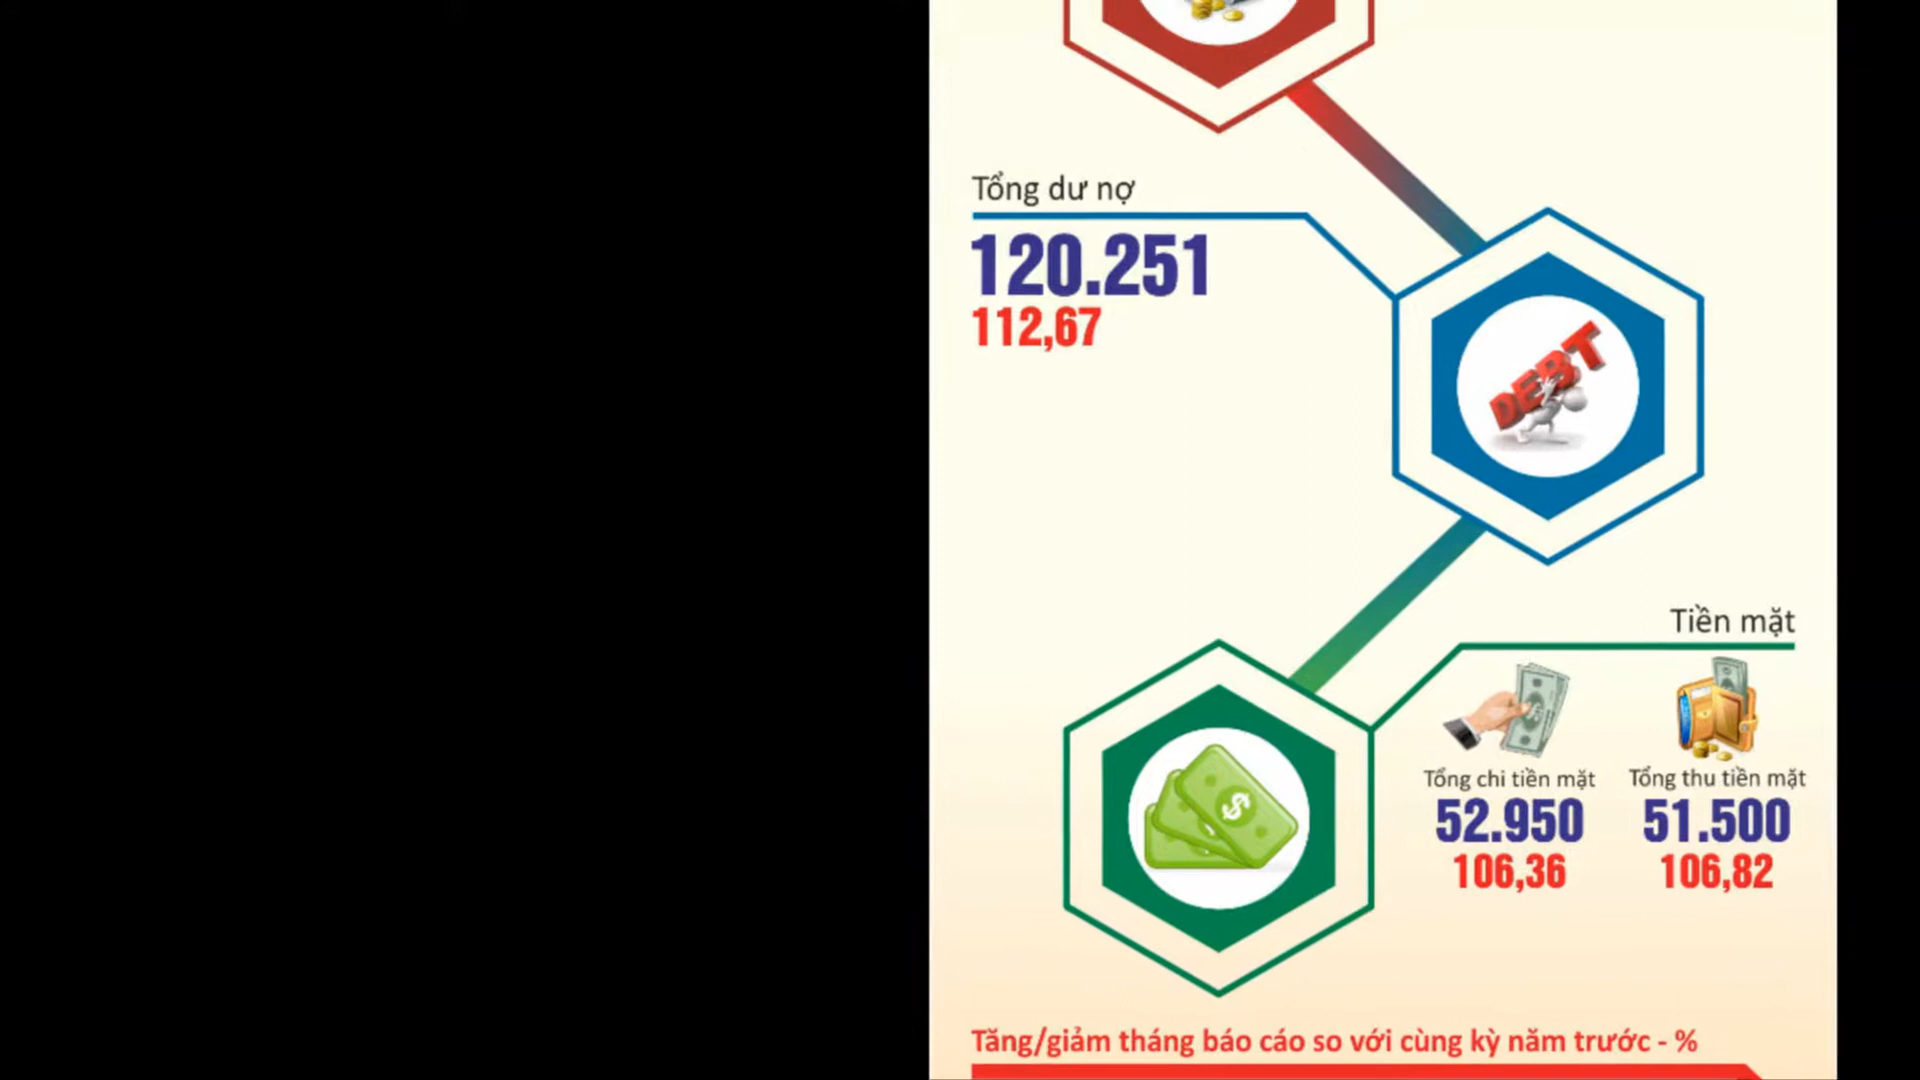 Tổng dư nợ
120.251
112,67
DEBT
Tiền mặt
Tổng chi tiền mặt
52.950
106,36
Tổng thu tiền mặt
51.500
106,82
Tăng/giảm tháng báo cáo so với cùng kỳ năm trước - %